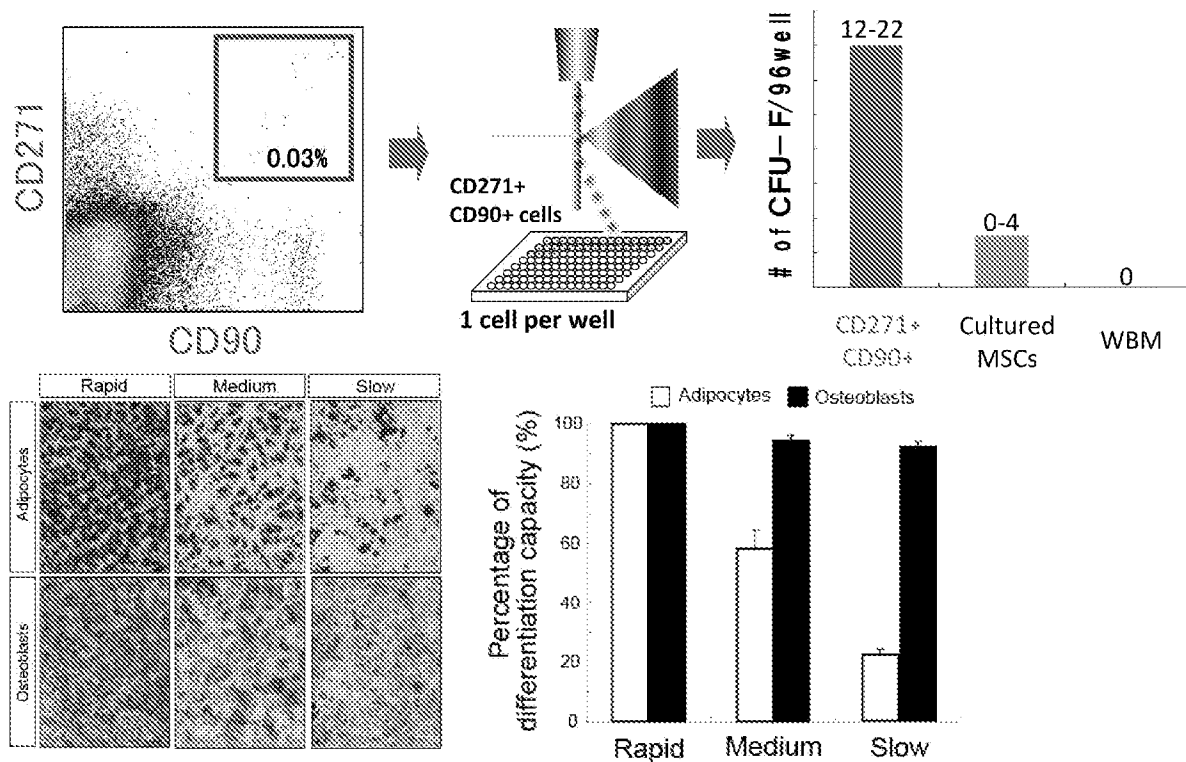 CD271
0.03%
CD90
CD271+
CD90+ cells
1 cell per well
# of CFU-F/96well
12-22
0-4
0
CD271+
CD90+
Cultured
MSCs
WBM
Rapid
Medium
Slow
Adipocytes
Osteoblasts
Adipocytes
Osteoblasts
Percentage of
differentiation capacity (%)
100
80
60
40
20
0
Rapid
Medium
Slow